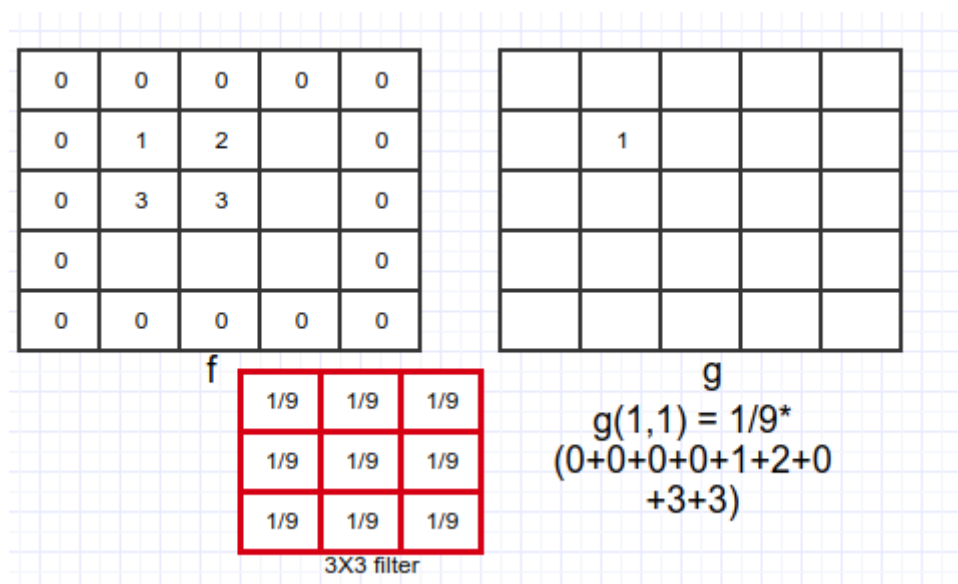 0 0 0 0 0
0 1 2 0
0 3 3 0
0 0
0 0 0 0 0
1
f
g
1/9 1/9 1/9
1/9 1/9 1/9
1/9 1/9 1/9
3X3 filter
g(1,1) = 1/9*
(0+0+0+0+1+2+0
+3+3)